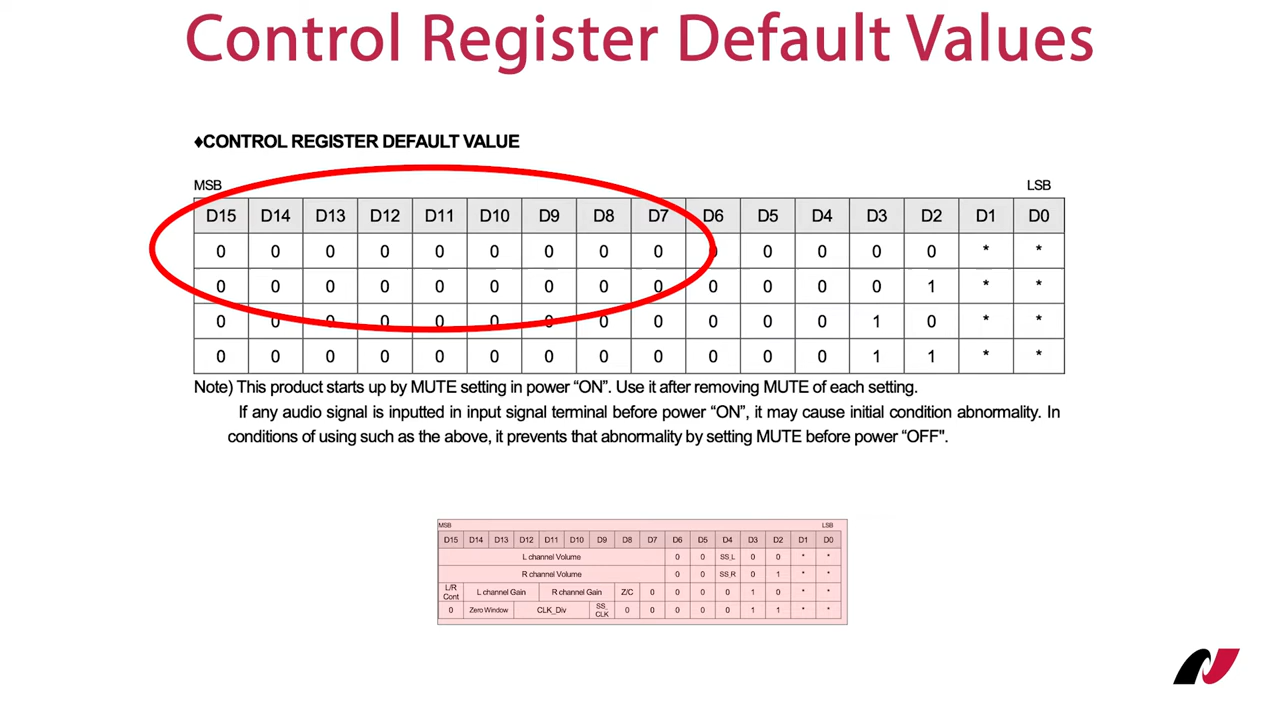 Control Register Default Values
♦CONTROL REGISTER DEFAULT VALUE
MSB LSB
D15 D14 D13 D12 D11 D10 D9 D8 D7 D6 D5 D4 D3 D2 D1 D0
0 0 0 0 0 0 0 0 0 0 0 0 0 0 * *
0 0 0 0 0 0 0 0 0 0 0 0 0 1 * *
0 0 0 0 0 0 0 0 0 0 0 0 1 0 * *
0 0 0 0 0 0 0 0 0 0 0 0 1 1 * *
Note) This product starts up by MUTE setting in power “ON”. Use it after removing MUTE of each setting.
If any audio signal is inputted in input signal terminal before power “ON”, it may cause initial condition abnormality. In
conditions of using such as the above, it prevents that abnormality by setting MUTE before power “OFF".
MSB LSB
D15 D14 D13 D12 D11 D10 D9 D8 D7 D6 D5 D4 D3 D2 D1 D0
L channel Volume 0 0 SS_L 0 0 * *
R channel Volume 0 0 SS_R 0 1 * *
L/R
Cont L channel Gain R channel Gain Z/C 0 0 0 0 1 0 * *
0 Zero Window CLK_Div SS_
CLK 0 0 0 0 0 1 1 * *